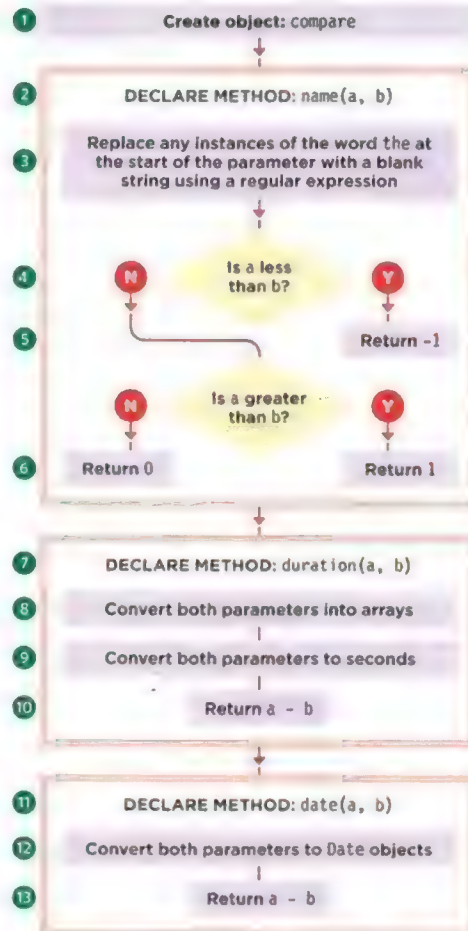 1 Create object: compare
2 DECLARE METHOD: name(a, b)
3 Replace any instances of the word the at
the start of the parameter with a blank
string using a regular expression
4 N Is a less Y
than b?
5 Return -1
N Is a greater Y
than b?
6 Return 0 Return 1
7 DECLARE METHOD: duration(a, b)
8 Convert both parameters into arrays
9 Convert both parameters to seconds
10 Return a - b
11 DECLARE METHOD: date(a, b)
12 Convert both parameters to Date objects
13 Return a - b